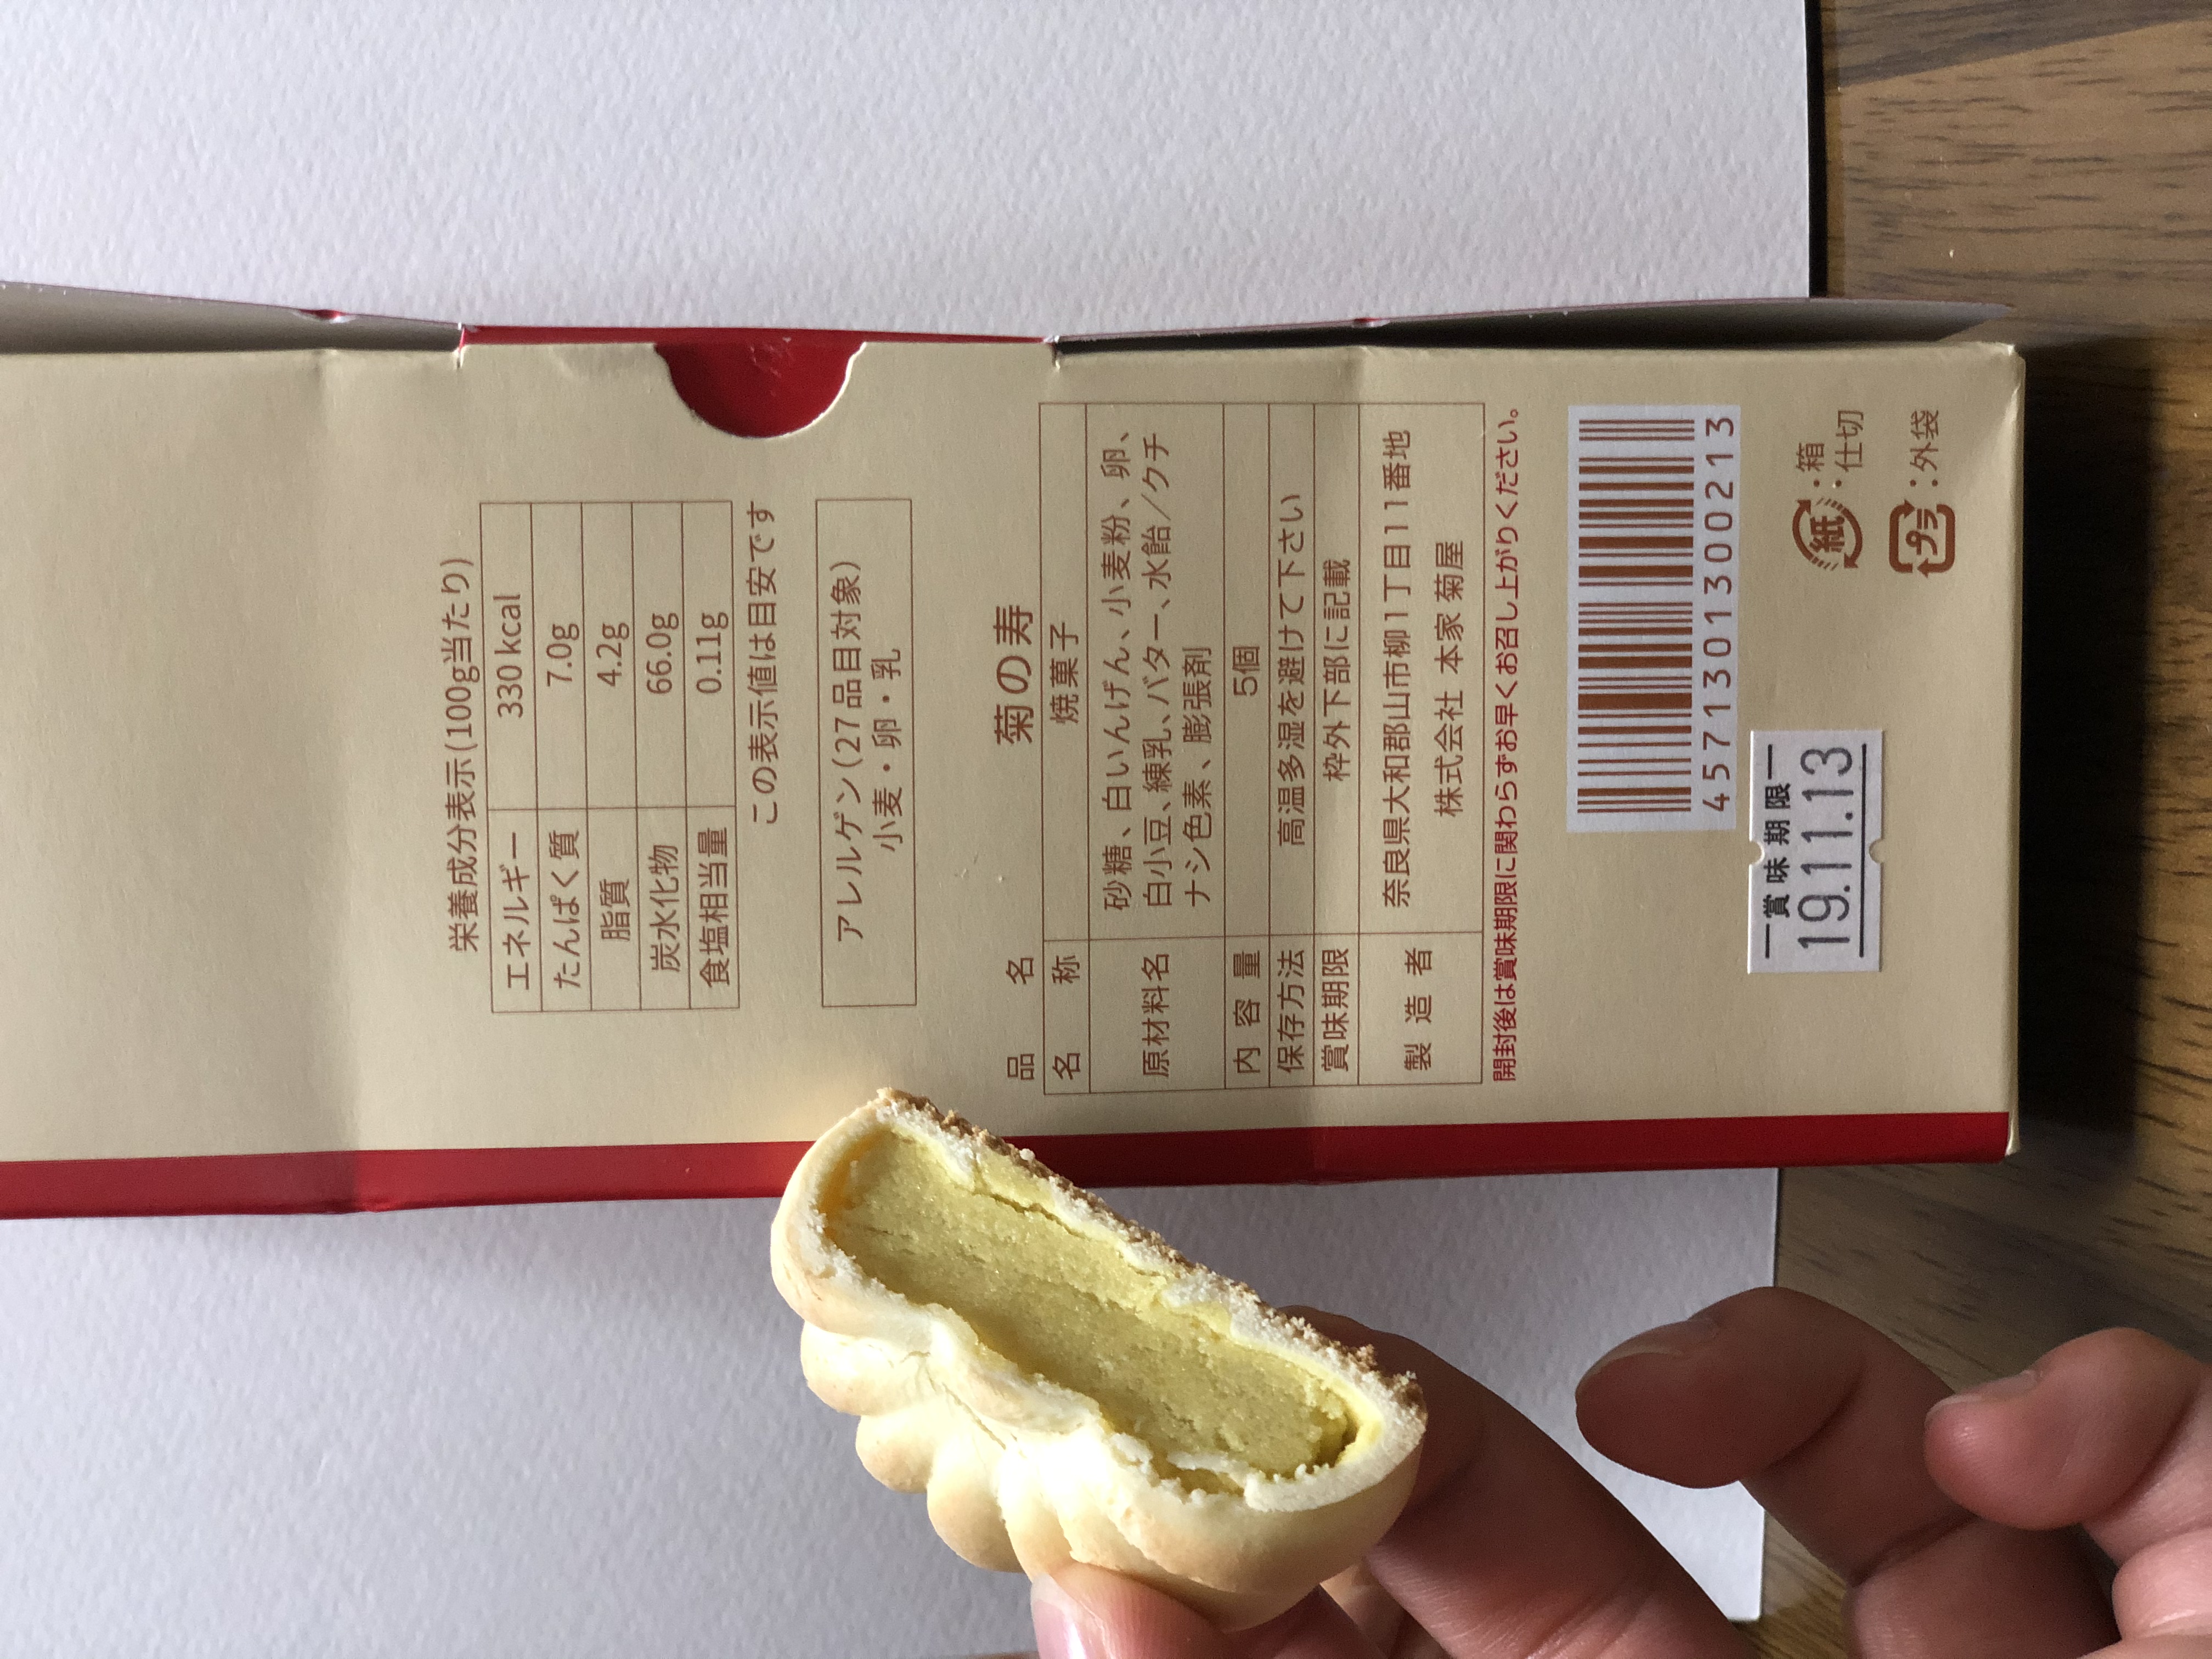 栄養成分表示(100g当たり)
エネルギー 330kcal
たんぱく質 7.0g
脂質 4.2g
炭水化物 66.0g
食塩相当量 0.11g
この表示値は目安です
アレルゲン(27品目対象)
小麦・卵・乳
品名 菊の寿
名称 焼菓子
原材料名 砂糖、白いんげん、小麦粉、卵、
白小豆、練乳、バター、水飴/クチ
ナシ色素、膨張剤
内容量 5個
保存方法 高温多湿を避けて下さい
賞味期限 枠外下部に記載
製造者 奈良県大和郡山市柳1丁目11番地
株式会社 本家菊屋
開封後は賞味期限に関わらずお早くお召し上がりください。
4571301300213
賞味期限
19.11.13
紙:箱
:仕切
プラ:外袋